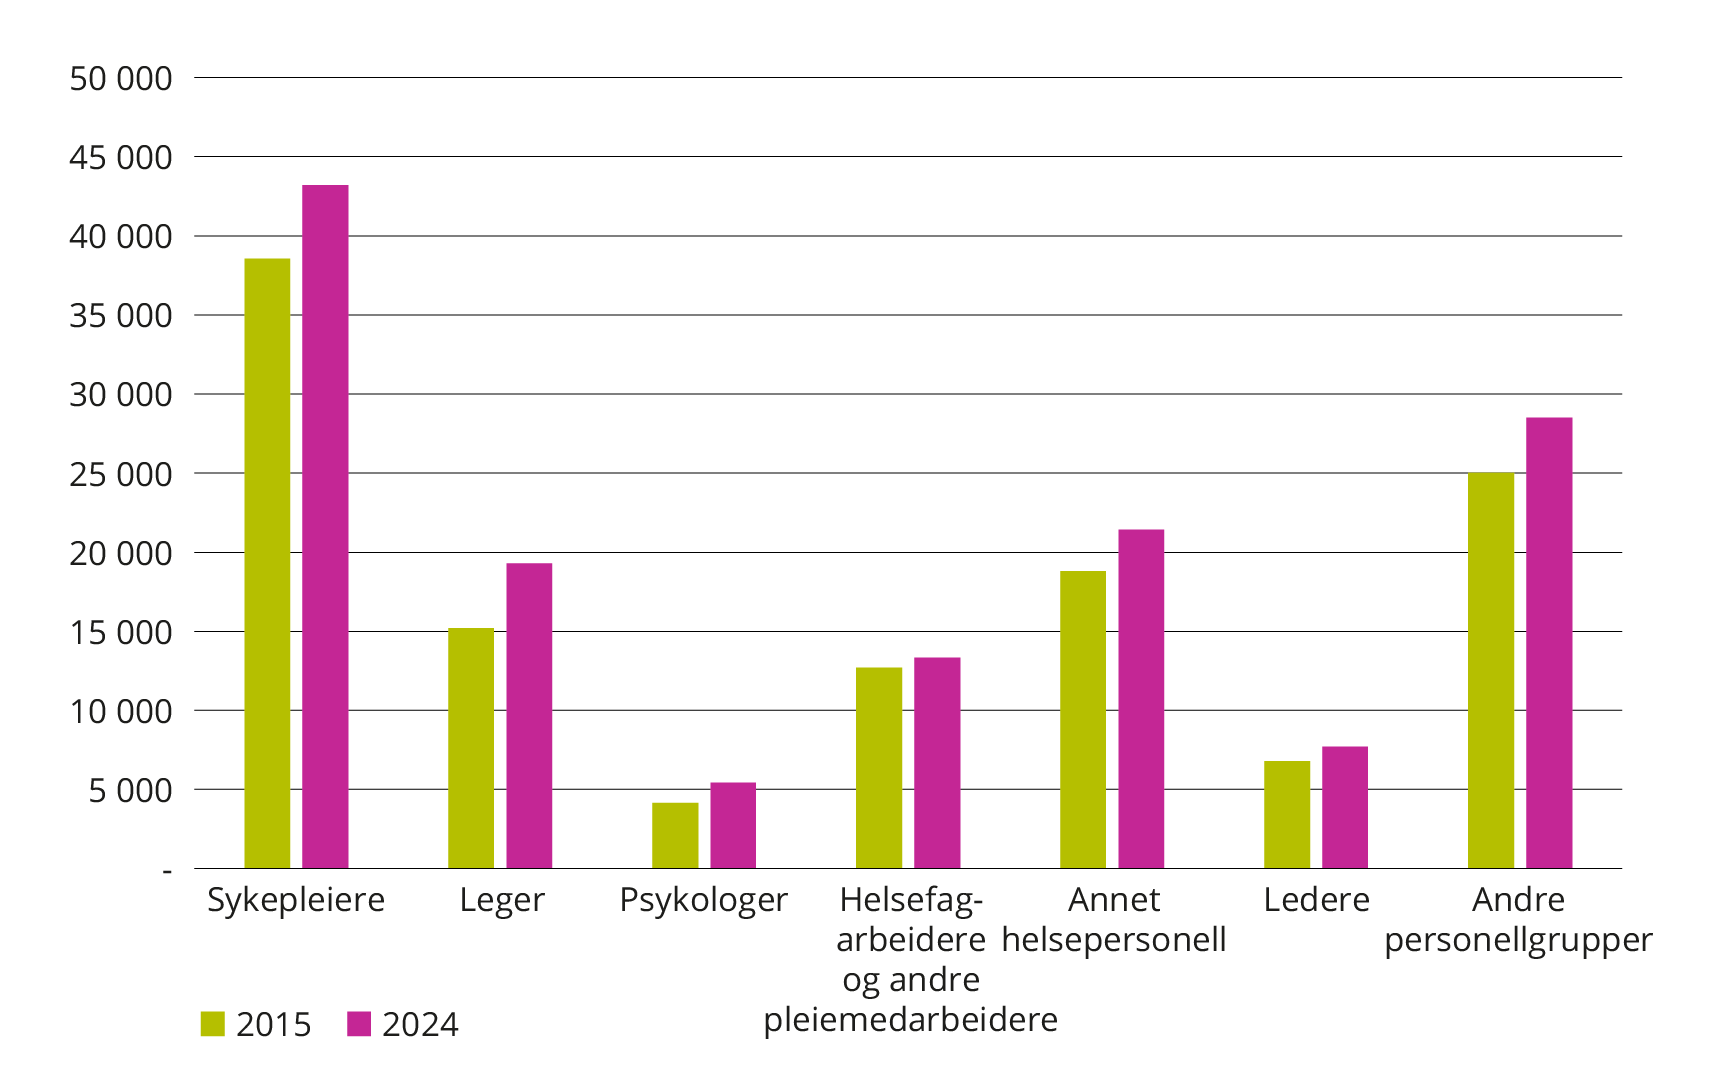 50 000
45 000
40 000
35 000
30 000
25 000
20 000
15 000
10 000
5 000
-
Sykepleiere
Leger
Psykologer
Helsefag-
arbeidere
og andre
pleiemedarbeidere
Annet
helsepersonell
Ledere
Andre
personellgrupper
2015
2024